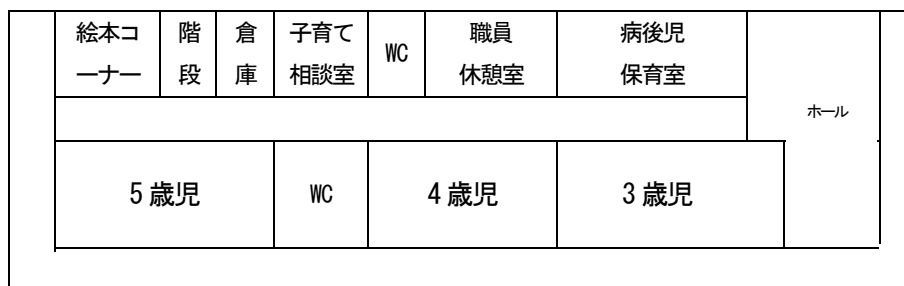 絵本コ
ーナー
階
段
倉
庫
子育て
相談室
WC
職員
休憩室
病後児
保育室
ホール
5歳児
WC
4歳児
3歳児